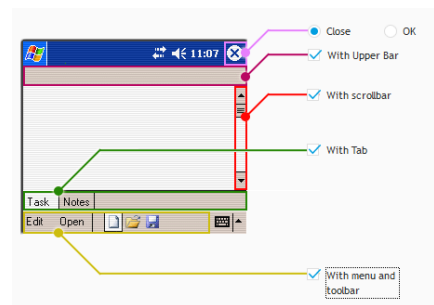 Close OK
11:07
With Upper Bar
With scrollbar
With Tab
Task Notes
Edit Open
With menu and
toolbar